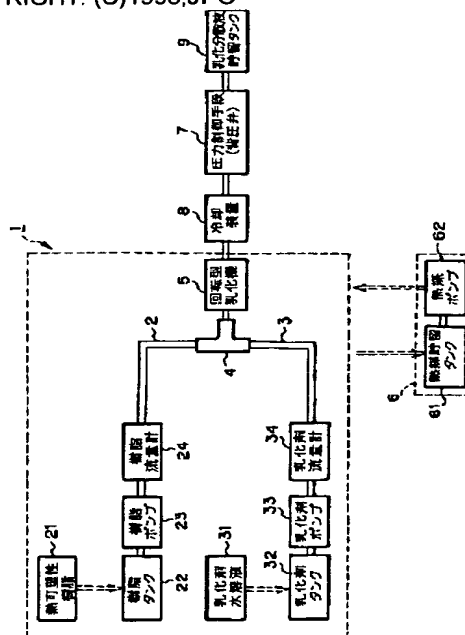 RIGHT: (C)1998,JPO
1
21
熱可塑性
樹脂
22
樹脂
タンク
23
樹脂
ポンプ
24
樹脂
流量計
2
31
乳化剤
水溶液
32
乳化剤
タンク
33
乳化剤
ポンプ
34
乳化剤
流量計
3
4
5
回転型
乳化機
8
冷却
装置
7
圧力制御手段
(背圧弁)
9
乳化分散液
貯留タンク
6
61
熱媒貯留
タンク
62
熱媒
ポンプ